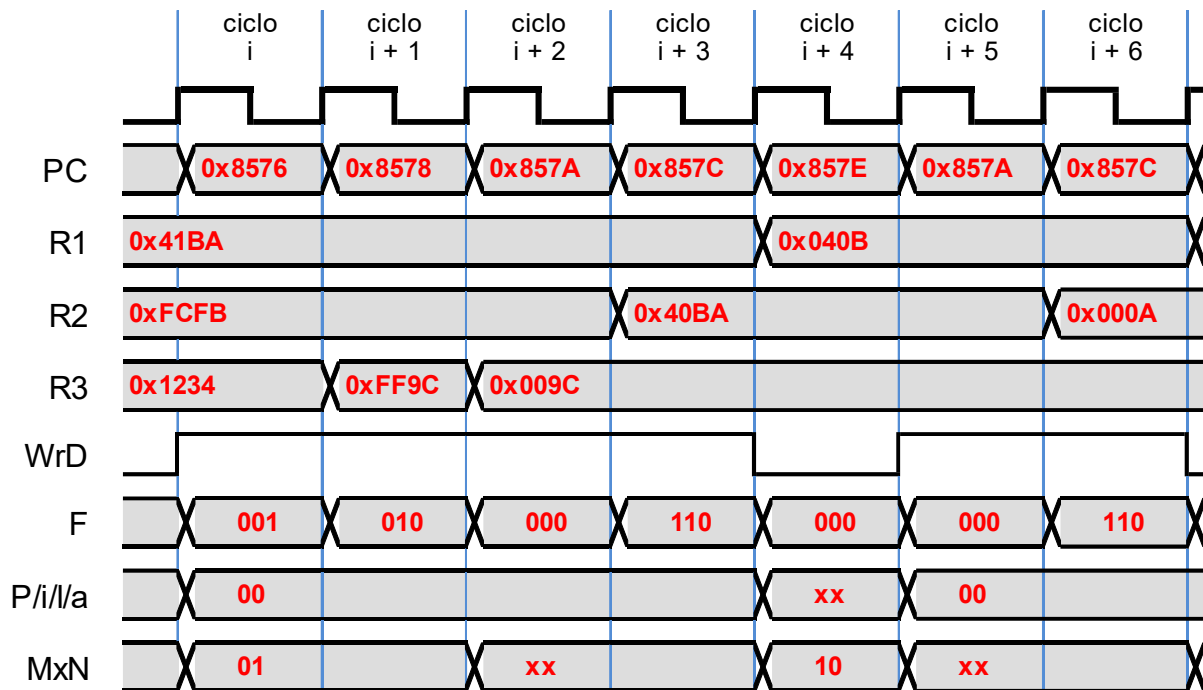 ciclo ciclo ciclo ciclo ciclo ciclo ciclo
i i + 1 i + 2 i + 3 i + 4 i + 5 i + 6
PC 0x8576 0x8578 0x857A 0x857C 0x857E 0x857A 0x857C
R1 0x41BA 0x040B
R2 0xFCFB 0x40BA 0x000A
R3 0x1234 0xFF9C 0x009C
WrD
F 001 010 000 110 000 000 110
P/i/l/a 00 xx 00
MxN 01 xx 10 xx